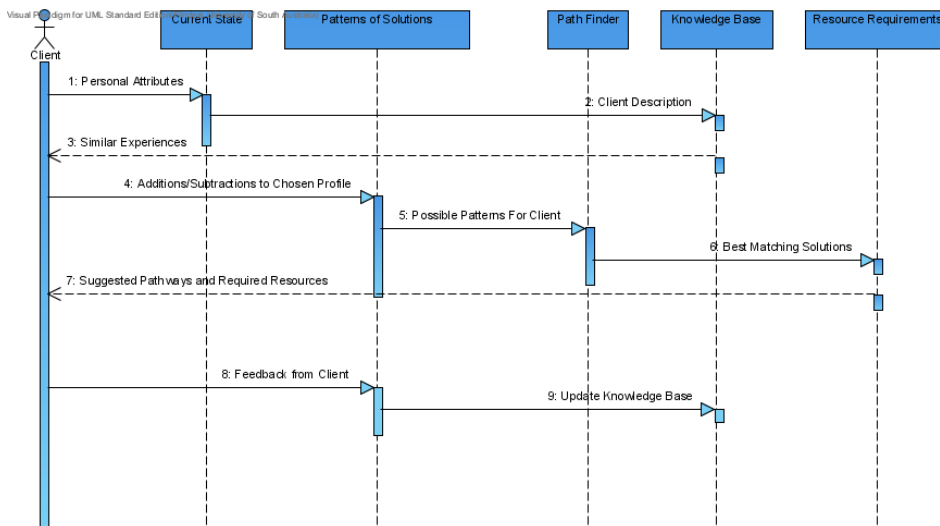 Visual Paradigm for UML Standard Edition
of South
Client
Current State
Patterns of Solutions
Path Finder
Knowledge Base
Resource Requirements
1: Personal Attributes
2: Client Description
3: Similar Experiences
4: Additions/Subtractions to Chosen Profile
5: Possible Patterns For Client
6: Best Matching Solutions
7: Suggested Pathways and Required Resources
8: Feedback from Client
9: Update Knowledge Base